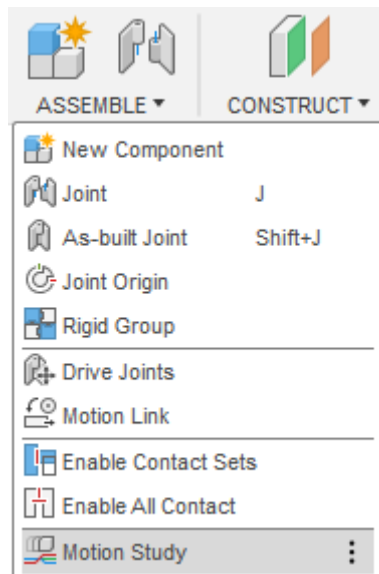 ASSEMBLE ▾ CONSTRUCT ▾
New Component
Joint J
As-built Joint Shift+J
Joint Origin
Rigid Group
Drive Joints
Motion Link
Enable Contact Sets
Enable All Contact
Motion Study